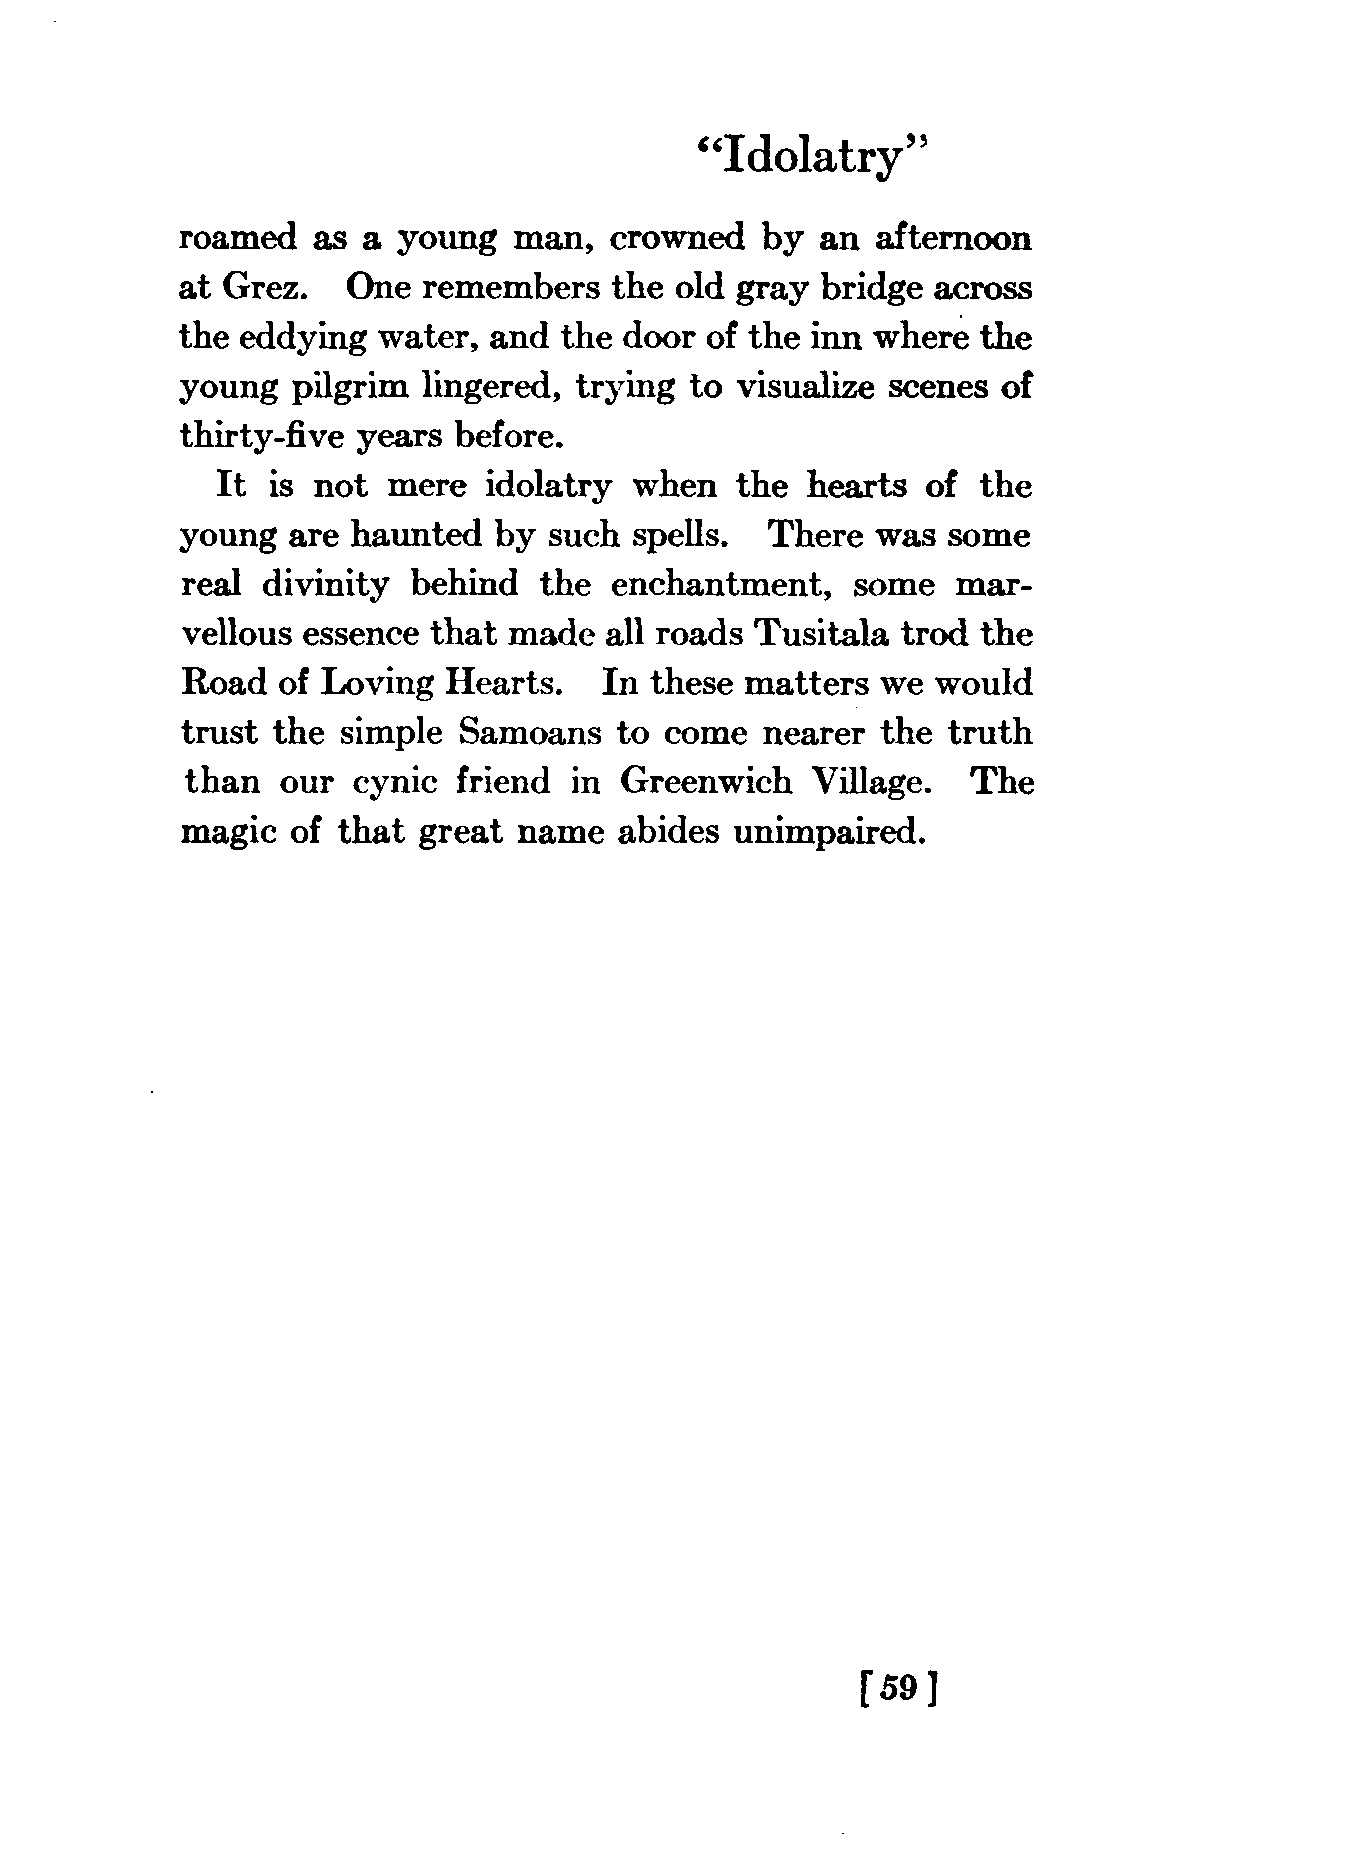 “Idolatry”
roamed as a young man, crowned by an afternoon
at Grez. One remembers the old gray bridge across
the eddying water, and the door of the inn where the
young pilgrim lingered, trying to visualize scenes of
thirty-five years before.
It is not mere idolatry when the hearts of the
young are haunted by such spells. There was some
real divinity behind the enchantment, some mar-
vellous essence that made all roads Tusitala trod the
Road of Loving Hearts. In these matters we would
trust the simple Samoans to come nearer the truth
than our cynic friend in Greenwich Village. The
magic of that great name abides unimpaired.
[ 59 ]